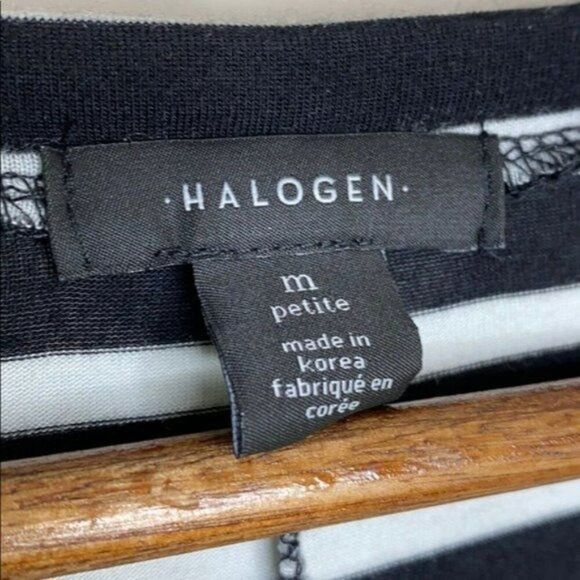 ·HALOGEN·
m
petite
made in
korea
fabriqué en
corée